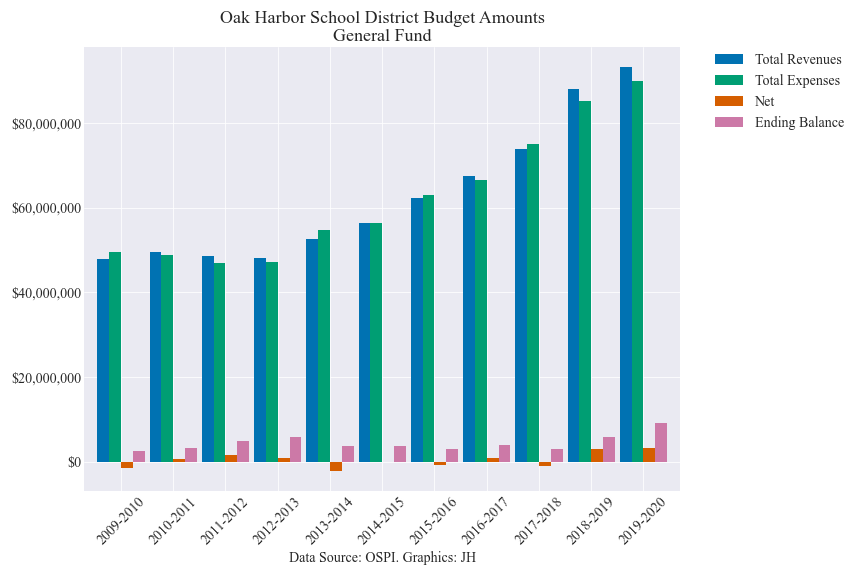 Oak Harbor School District Budget Amounts
General Fund
Total Revenues
Total Expenses
Net
Ending Balance
$80,000,000
$60,000,000
$40,000,000
$20,000,000
$0
2009-2010
2010-2011
2011-2012
2012-2013
2013-2014
2014-2015
2015-2016
2016-2017
2017-2018
2018-2019
2019-2020
Data Source: OSPI. Graphics: JH